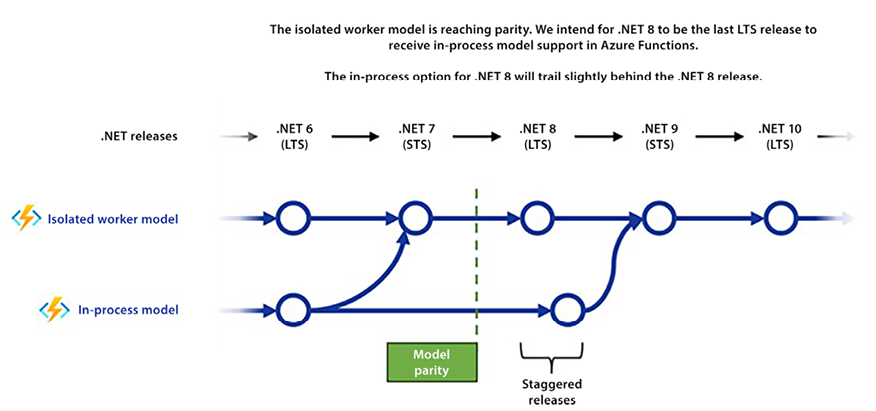 The isolated worker model is reaching parity. We intend for .NET 8 to be the last LTS release to
receive in-process model support in Azure Functions.
The in-process option for .NET 8 will trail slightly behind the .NET 8 release.
.NET releases
.NET 6
(LTS)
.NET 7
(STS)
.NET 8
(LTS)
.NET 9
(STS)
.NET 10
(LTS)
Isolated worker model
In-process model
Model
parity
Staggered
releases